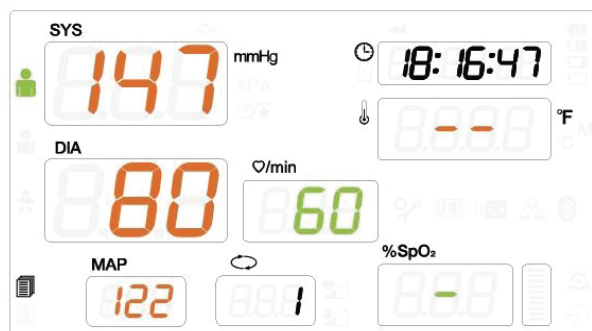 SYS
147 mmHg
18:16:47
-- °F
DIA
80
♡/min
60
MAP
122
1
%SpO₂
-